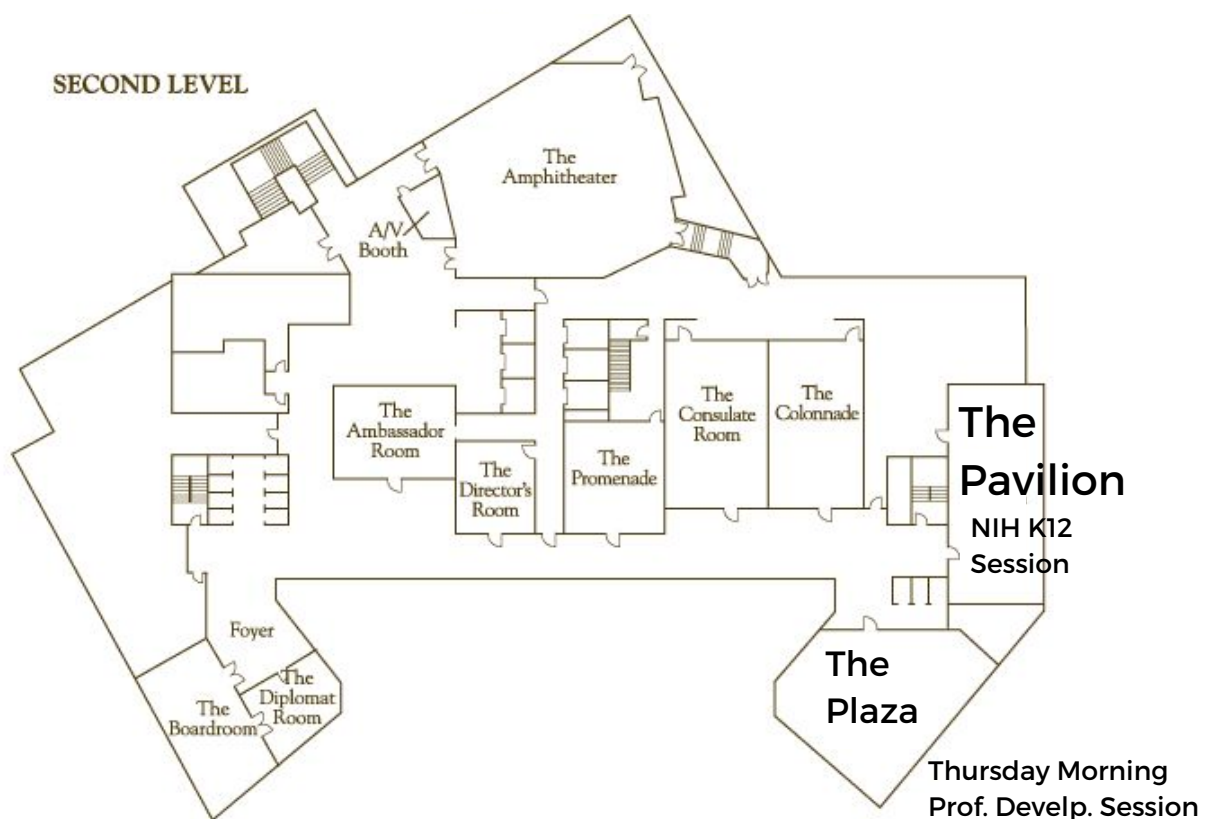 SECOND LEVEL
The
Amphitheater
A/V
Booth
The
Ambassador
Room
The
Director's
Room
The
Promenade
The
Consulate
Room
The
Colonnade
The
Pavilion
NIH K12
Session
Foyer
The
Diplomat
Room
The
Boardroom
The
Plaza
Thursday Morning
Prof. Develp. Session